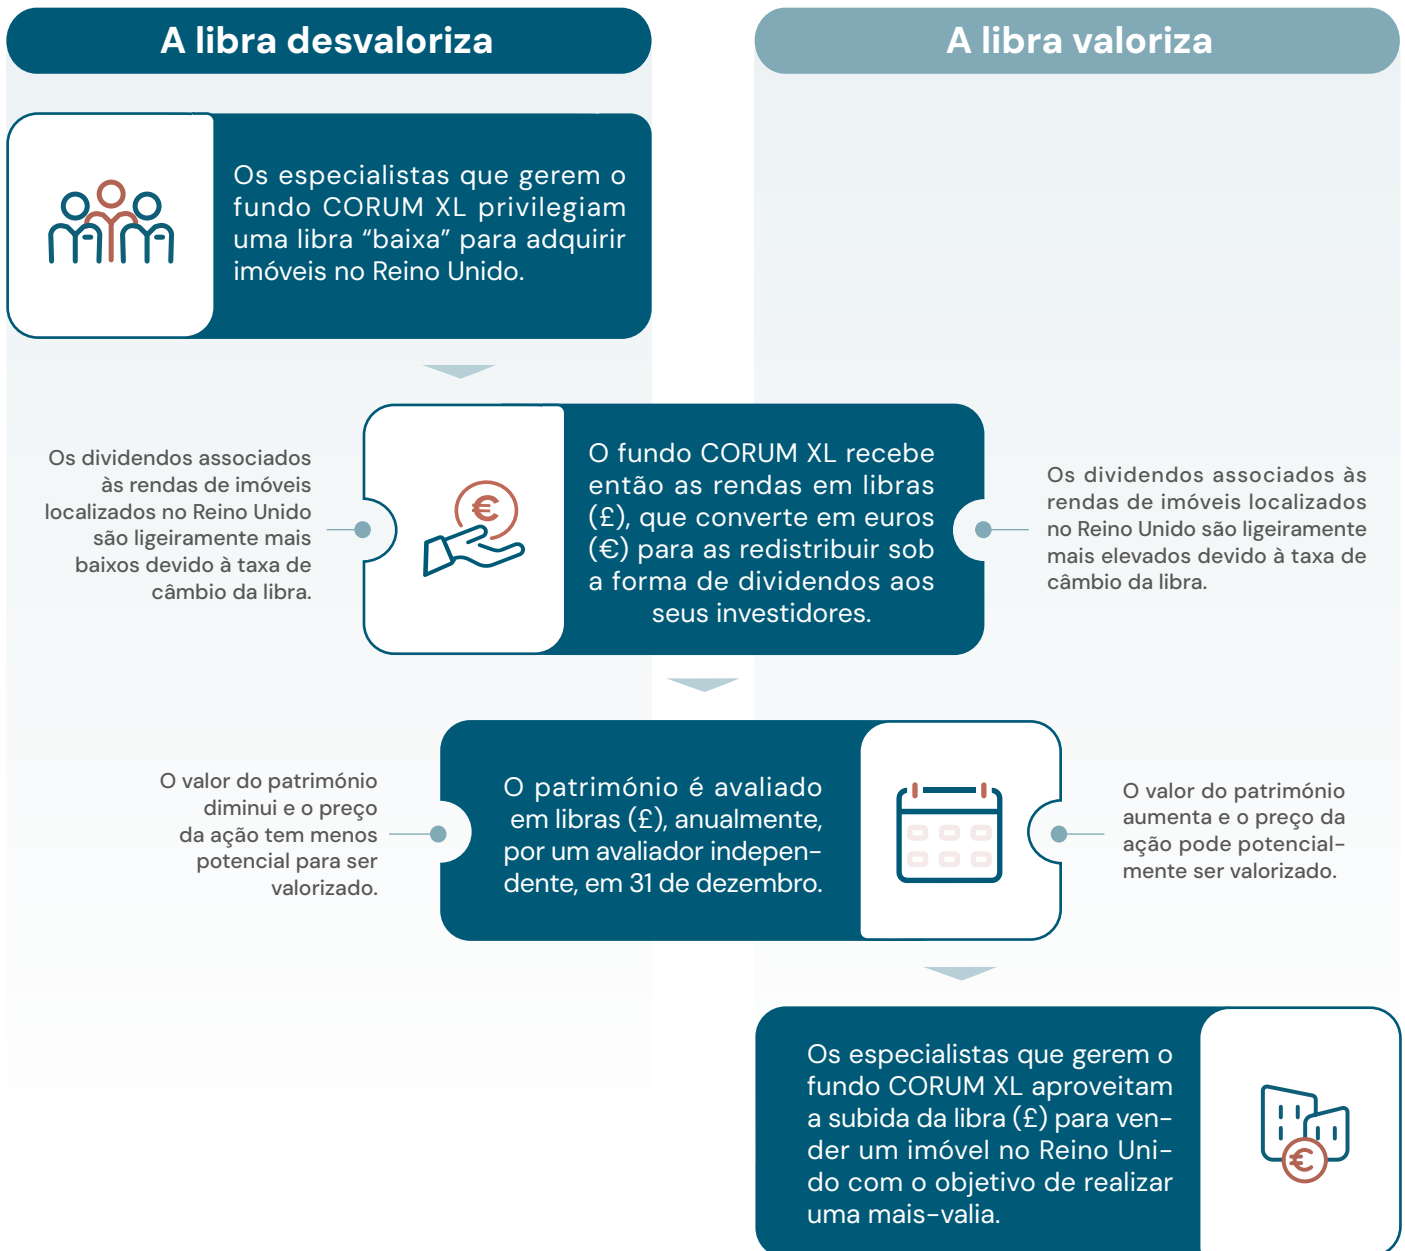 A libra desvaloriza
A libra valoriza
Os especialistas que gerem o
fundo CORUM XL privilegiam
uma libra “baixa” para adquirir
imóveis no Reino Unido.
Os dividendos associados
às rendas de imóveis
localizados no Reino Unido
são ligeiramente mais
baixos devido à taxa de
câmbio da libra.
€
O fundo CORUM XL recebe
então as rendas em libras
(£), que converte em euros
(€) para as redistribuir sob
a forma de dividendos aos
seus investidores.
Os dividendos associados às
rendas de imóveis localizados
no Reino Unido são ligeiramente
mais elevados devido à taxa de
câmbio da libra.
O valor do património
diminui e o preço
da ação tem menos
potencial para ser
valorizado.
O património é avaliado
em libras (£), anualmente,
por um avaliador indepen-
dente, em 31 de dezembro.
O valor do património
aumenta e o preço da
ação pode potencial-
mente ser valorizado.
Os especialistas que gerem o
fundo CORUM XL aproveitam
a subida da libra (£) para ven-
der um imóvel no Reino Uni-
do com o objetivo de realizar
uma mais-valia.
€